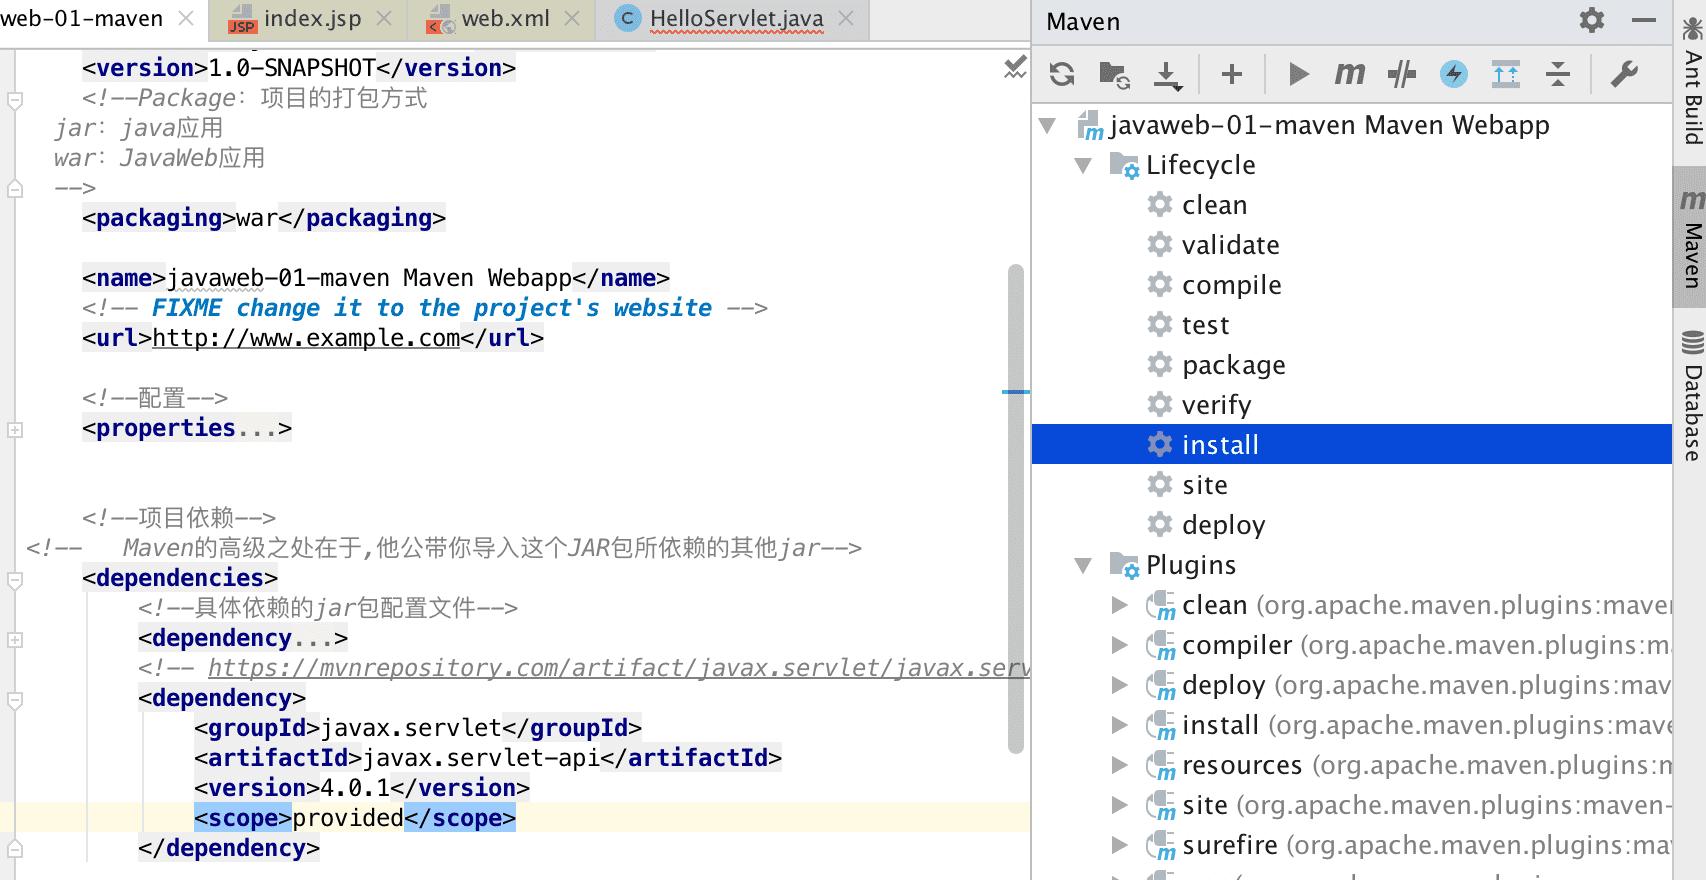 web-01-maven
index.jsp
web.xml
HelloServlet.java
<version>1.0-SNAPSHOT</version>
<!--Package：项目的打包方式
jar：java应用
war：JavaWeb应用
-->
<packaging>war</packaging>
<name>javaweb-01-maven Maven Webapp</name>
<!-- FIXME change it to the project's website -->
<url>http://www.example.com</url>
<!--配置-->
<properties...>
<!--项目依赖-->
<!--   Maven的高级之处在于,他公带你导入这个JAR包所依赖的其他jar-->
<dependencies>
<!--具体依赖的jar包配置文件-->
<dependency...>
<!-- https://mvnrepository.com/artifact/javax.servlet/javax.serv
<dependency>
<groupId>javax.servlet</groupId>
<artifactId>javax.servlet-api</artifactId>
<version>4.0.1</version>
<scope>provided</scope>
</dependency>
Maven
javaweb-01-maven Maven Webapp
Lifecycle
clean
validate
compile
test
package
verify
install
site
deploy
Plugins
clean (org.apache.maven.plugins:maven
compiler (org.apache.maven.plugins:ma
deploy (org.apache.maven.plugins:mav
install (org.apache.maven.plugins:mave
resources (org.apache.maven.plugins:m
site (org.apache.maven.plugins:maven-
surefire (org.apache.maven.plugins:mav
Ant Build
Maven
Database